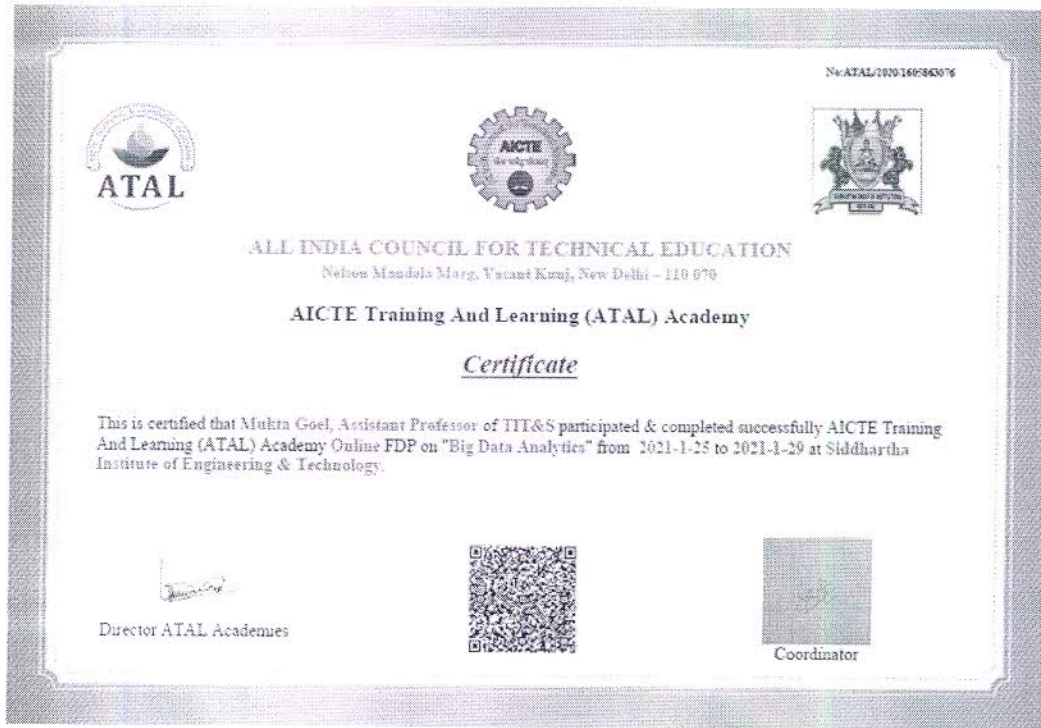 No:ATAL/2020/1605863076
ATAL
AICTE
ALL INDIA COUNCIL FOR TECHNICAL EDUCATION
Nelson Mandela Marg, Vasant Kunj, New Delhi – 110 070
AICTE Training And Learning (ATAL) Academy
Certificate
This is certified that Mukta Goel, Assistant Professor of TIT&S participated & completed successfully AICTE Training
And Learning (ATAL) Academy Online FDP on "Big Data Analytics" from 2021-1-25 to 2021-1-29 at Siddhartha
Institute of Engineering & Technology.
Director ATAL Academies
Coordinator